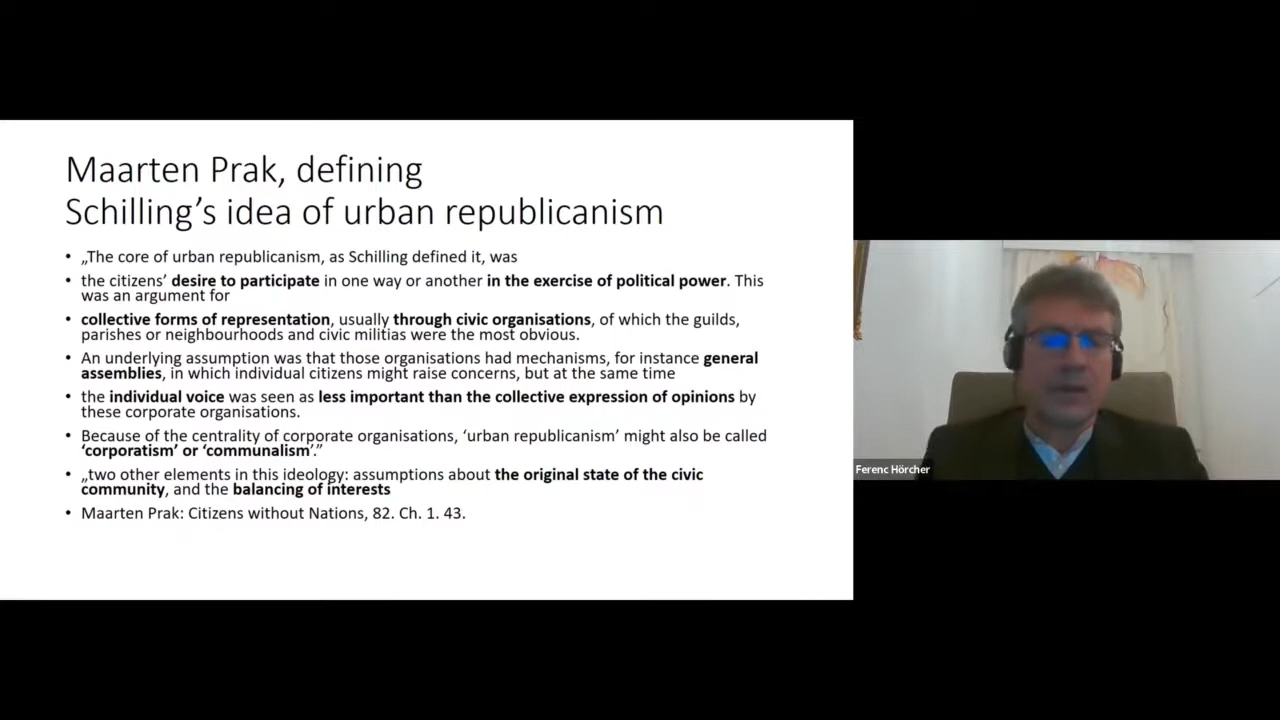 Maarten Prak, defining
Schilling’s idea of urban republicanism
• „The core of urban republicanism, as Schilling defined it, was
• the citizens’ desire to participate in one way or another in the exercise of political power. This
was an argument for
• collective forms of representation, usually through civic organisations, of which the guilds,
parishes or neighbourhoods and civic militias were the most obvious.
• An underlying assumption was that those organisations had mechanisms, for instance general
assemblies, in which individual citizens might raise concerns, but at the same time
• the individual voice was seen as less important than the collective expression of opinions by
these corporate organisations.
• Because of the centrality of corporate organisations, ‘urban republicanism’ might also be called
‘corporatism’ or ‘communalism’.”
• „two other elements in this ideology: assumptions about the original state of the civic
community, and the balancing of interests
• Maarten Prak: Citizens without Nations, 82. Ch. 1. 43.
Ferenc Hörcher